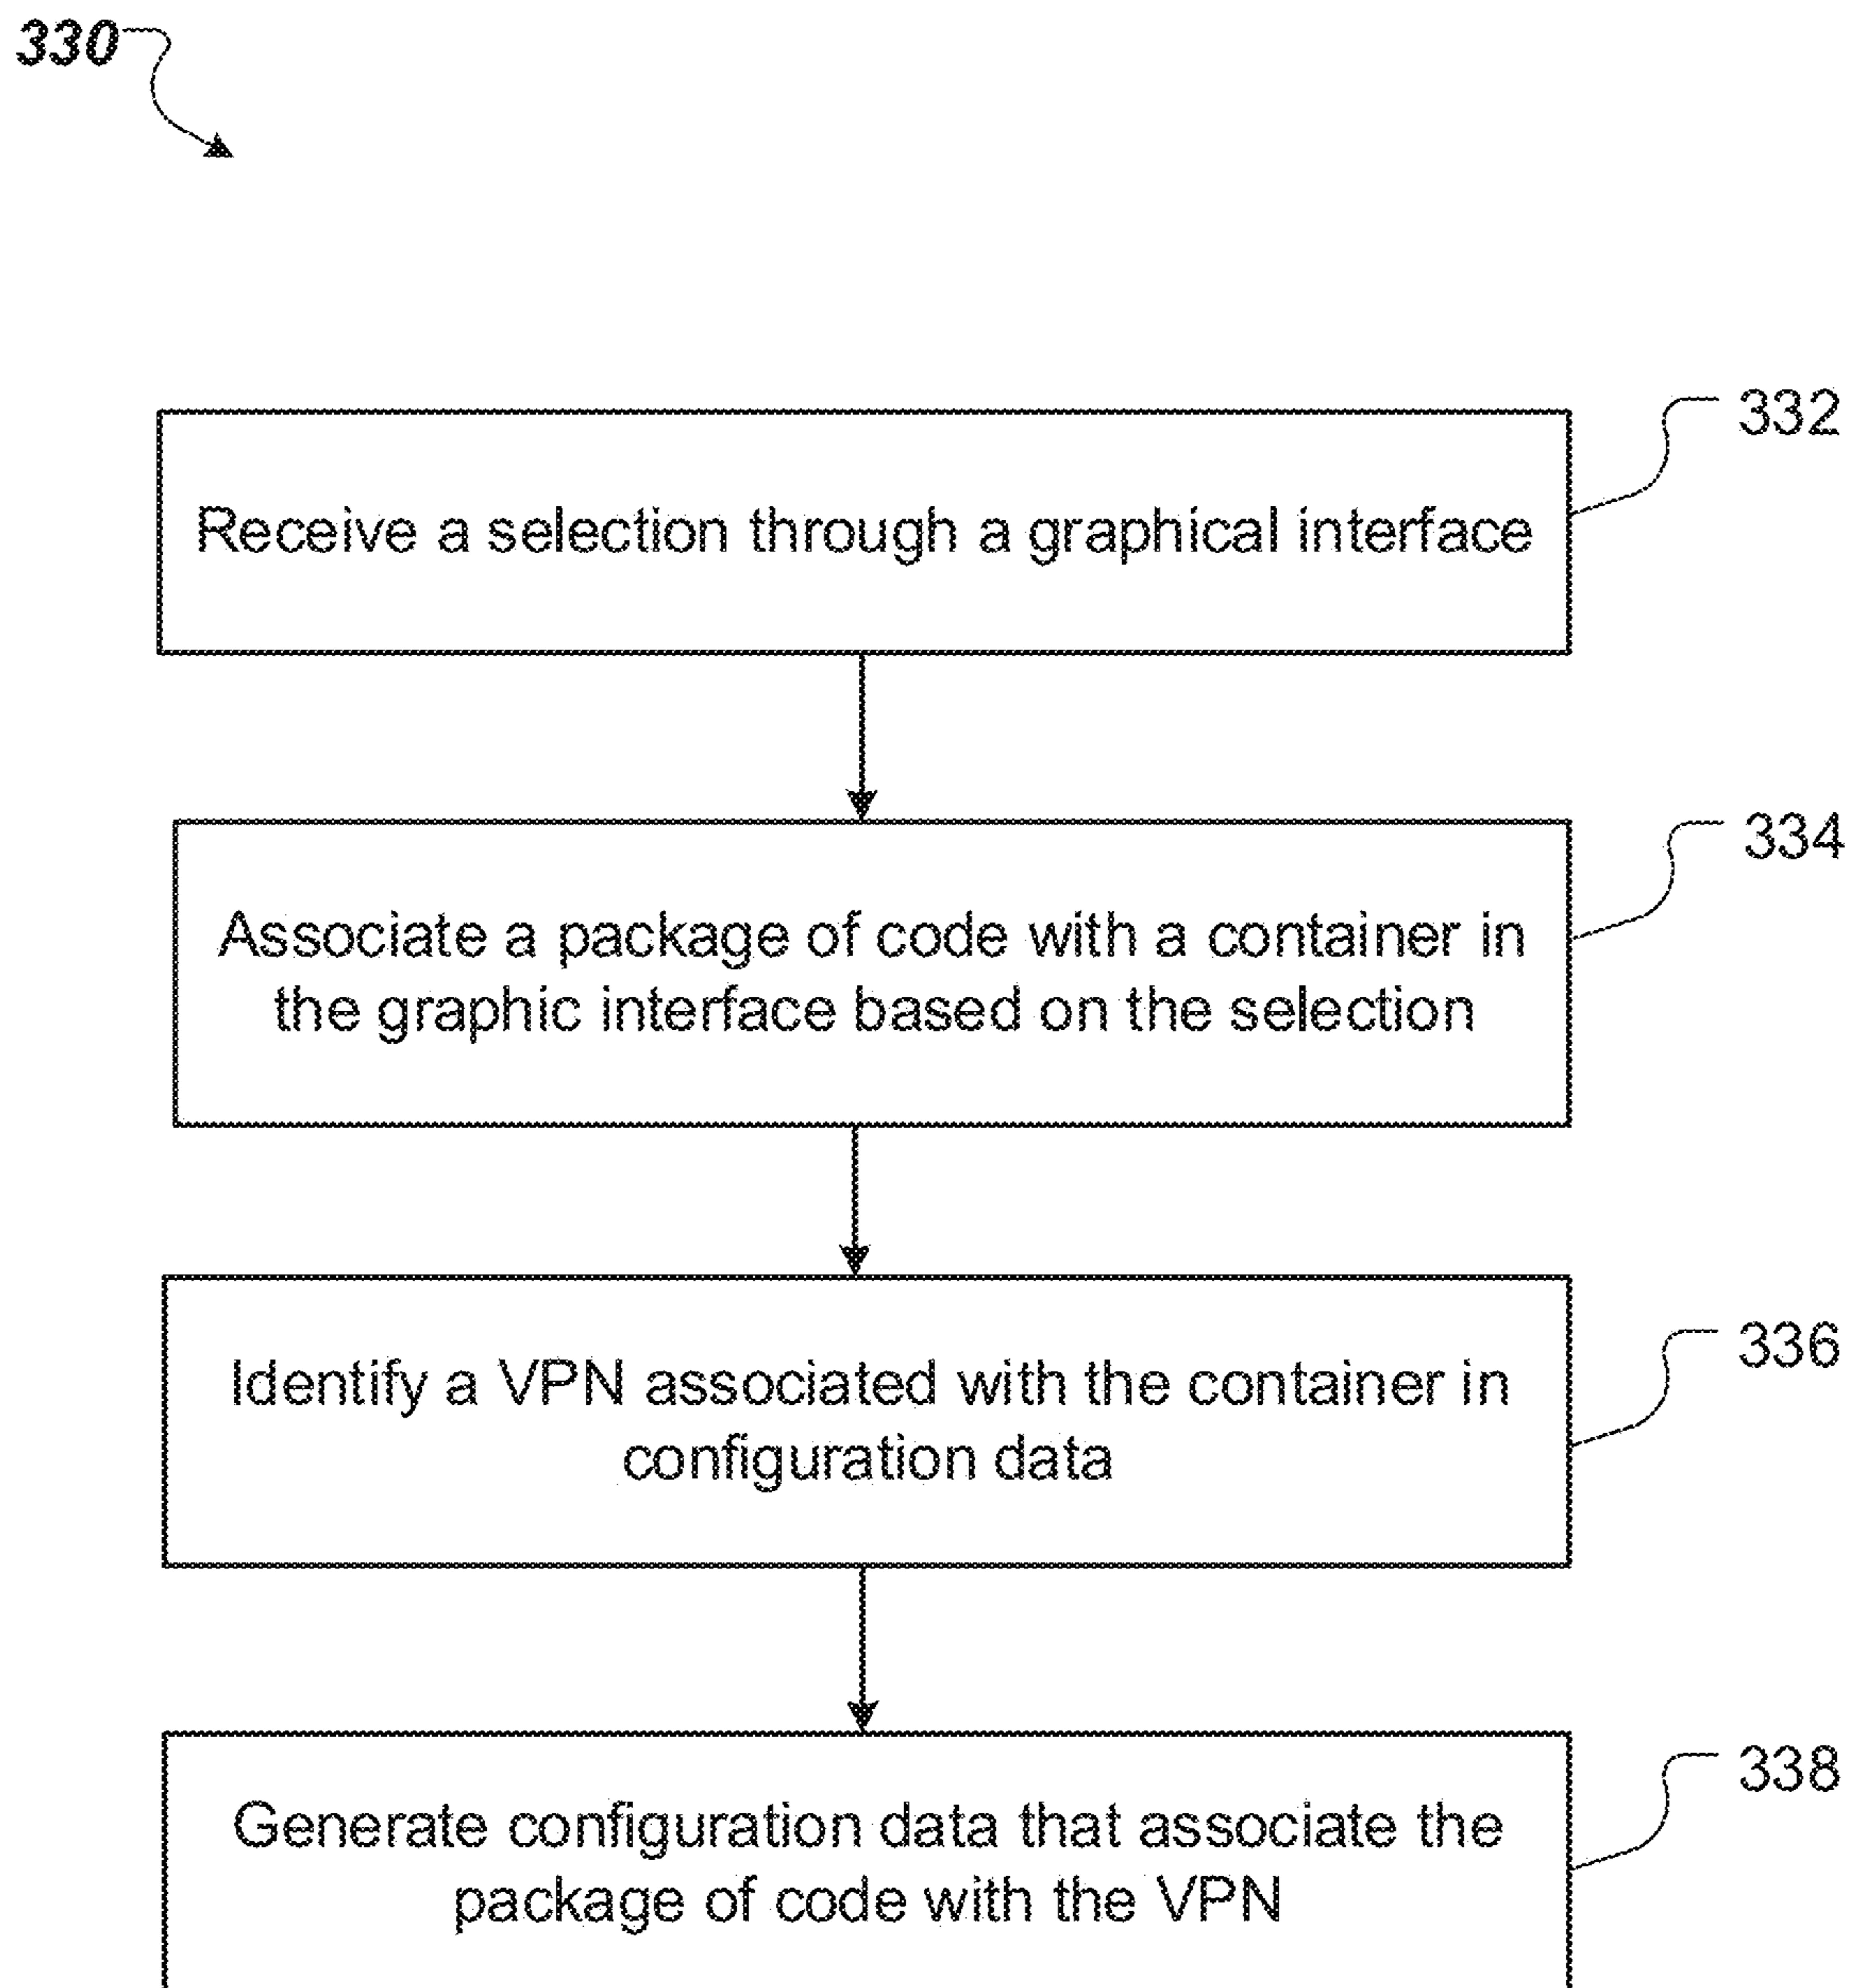 330
332
Receive a selection through a graphical interface
334
Associate a package of code with a container in
the graphic interface based on the selection
336
Identify a VPN associated with the container in
configuration data
338
Generate configuration data that associate the
package of code with the VPN